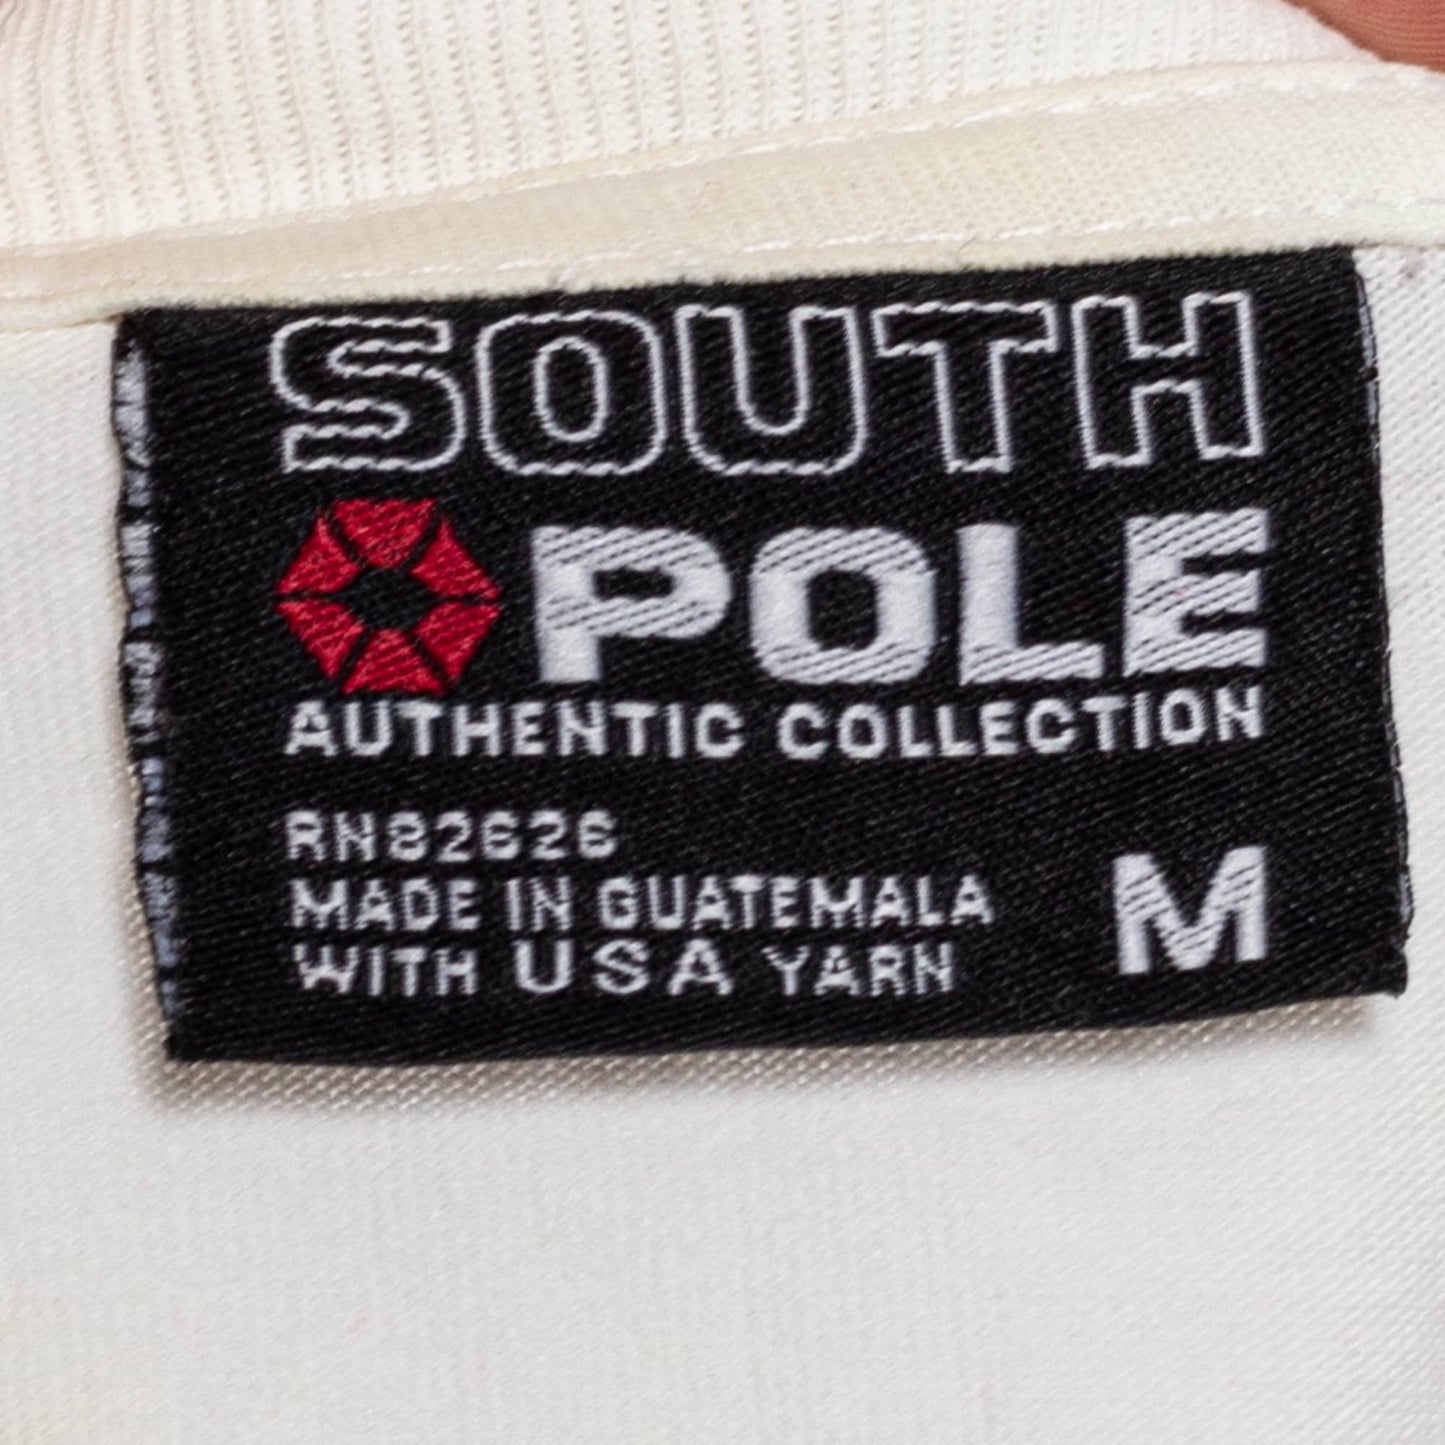 SOUTH
POLE
AUTHENTIC COLLECTION
RN82626
MADE IN GUATEMALA
WITH USA YARN
M